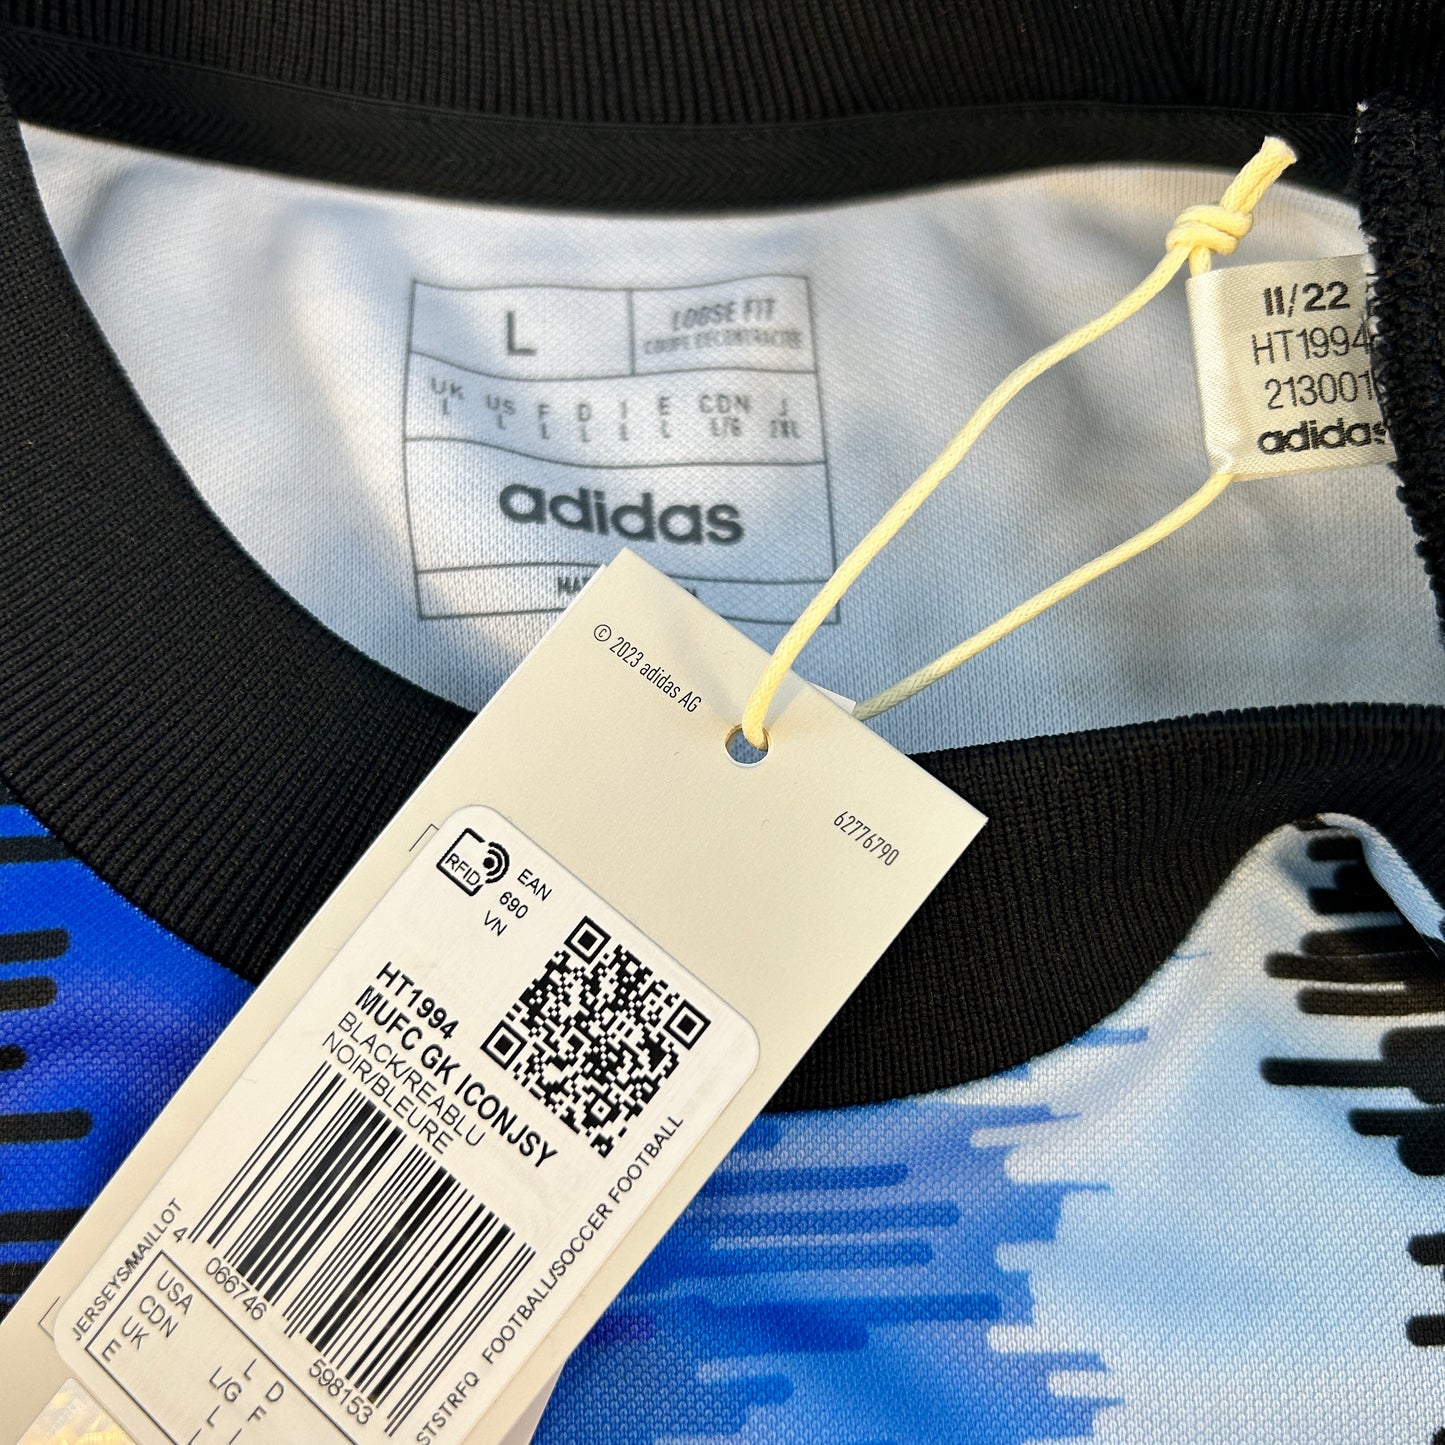 L
LOOSE FIT
COUPE DECONTRACTEE
UK US F D I E CDN J
L L L L L L L/G 2XL
adidas
11/22
HT1994
213001
adidas
© 2023 adidas AG
62776790
RFID
EAN
690
VN
HT1994
MUFC GK ICONJSY
BLACK/REABLU
NOIR/BLEURE
4 066746 598153
JERSEYS/MAILLOT
FOOTBALL/SOCCER FOOTBALL
STSTRFQ
USA L D
CDN L/G F
UK L
E L